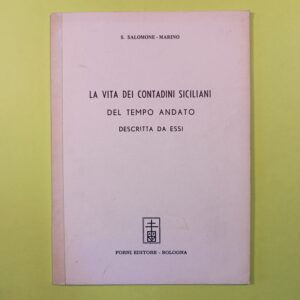 S. SALOMONE - MARINO
LA VITA DEI CONTADINI SICILIANI
DEL TEMPO ANDATO
DESCRITTA DA ESSI
FORNI EDITORE - BOLOGNA